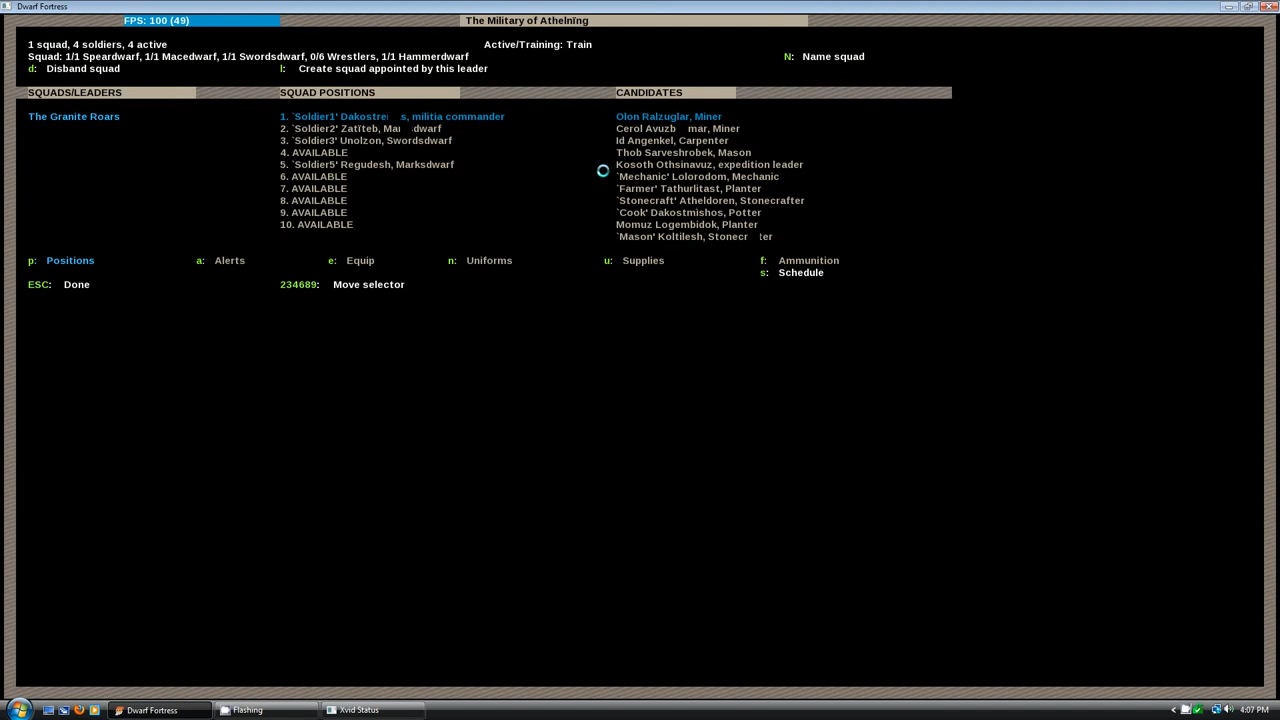 Dwarf Fortress
FPS: 100 (49)
The Military of Athelnïng
1 squad, 4 soldiers, 4 active
Active/Training: Train
Squad: 1/1 Speardwarf, 1/1 Macedwarf, 1/1 Swordsdwarf, 0/6 Wrestlers, 1/1 Hammerdwarf
N: Name squad
d: Disband squad
l: Create squad appointed by this leader
SQUADS/LEADERS
SQUAD POSITIONS
CANDIDATES
The Granite Roars
1. `Soldier1' militia commander
Olon Ralzuglar, Miner
2. `Soldier2' Zatïteb,
Cerol Miner
3. `Soldier3' Unolzon, Swordsdwarf
Id Angenkel, Carpenter
4. AVAILABLE
Thob Sarveshrobek, Mason
5. `Soldier5' Regudesh, Marksdwarf
Kosoth Othsinavuz, expedition leader
6. AVAILABLE
`Mechanic' Lolorodom, Mechanic
7. AVAILABLE
`Farmer' Tathurlitast, Planter
8. AVAILABLE
`Stonecraft' Atheldoren, Stonecrafter
9. AVAILABLE
`Cook' Dakostmishos, Potter
10. AVAILABLE
Momuz Logembidok, Planter
`Mason' Koltilesh,
p: Positions
a: Alerts
e: Equip
n: Uniforms
u: Supplies
f: Ammunition
s: Schedule
ESC: Done
234689: Move selector
Dwarf Fortress
Flashing
Xvid Status
4:07 PM